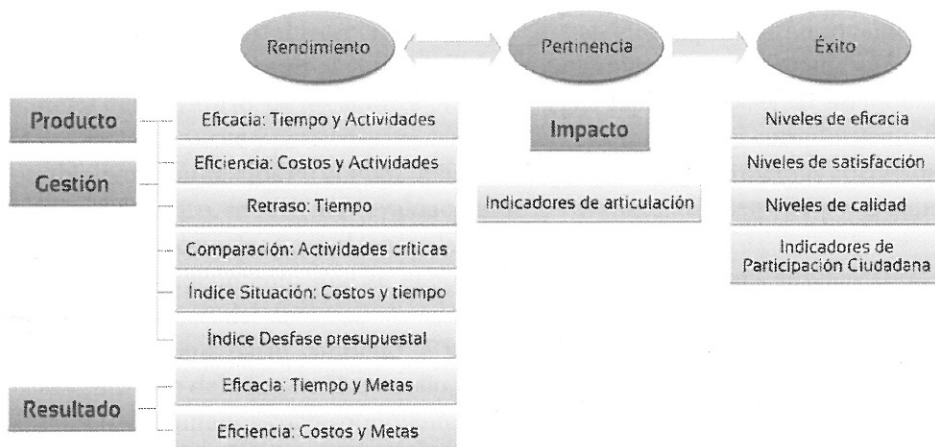 Rendimiento
Pertinencia
Éxito
Producto
Gestión
Eficacia: Tiempo y Actividades
Eficiencia: Costos y Actividades
Retraso: Tiempo
Comparación: Actividades críticas
Índice Situación: Costos y tiempo
Índice Desfase presupuestal
Resultado
Eficacia: Tiempo y Metas
Eficiencia: Costos y Metas
Impacto
Indicadores de articulación
Niveles de eficacia
Niveles de satisfacción
Niveles de calidad
Indicadores de
Participación Ciudadana